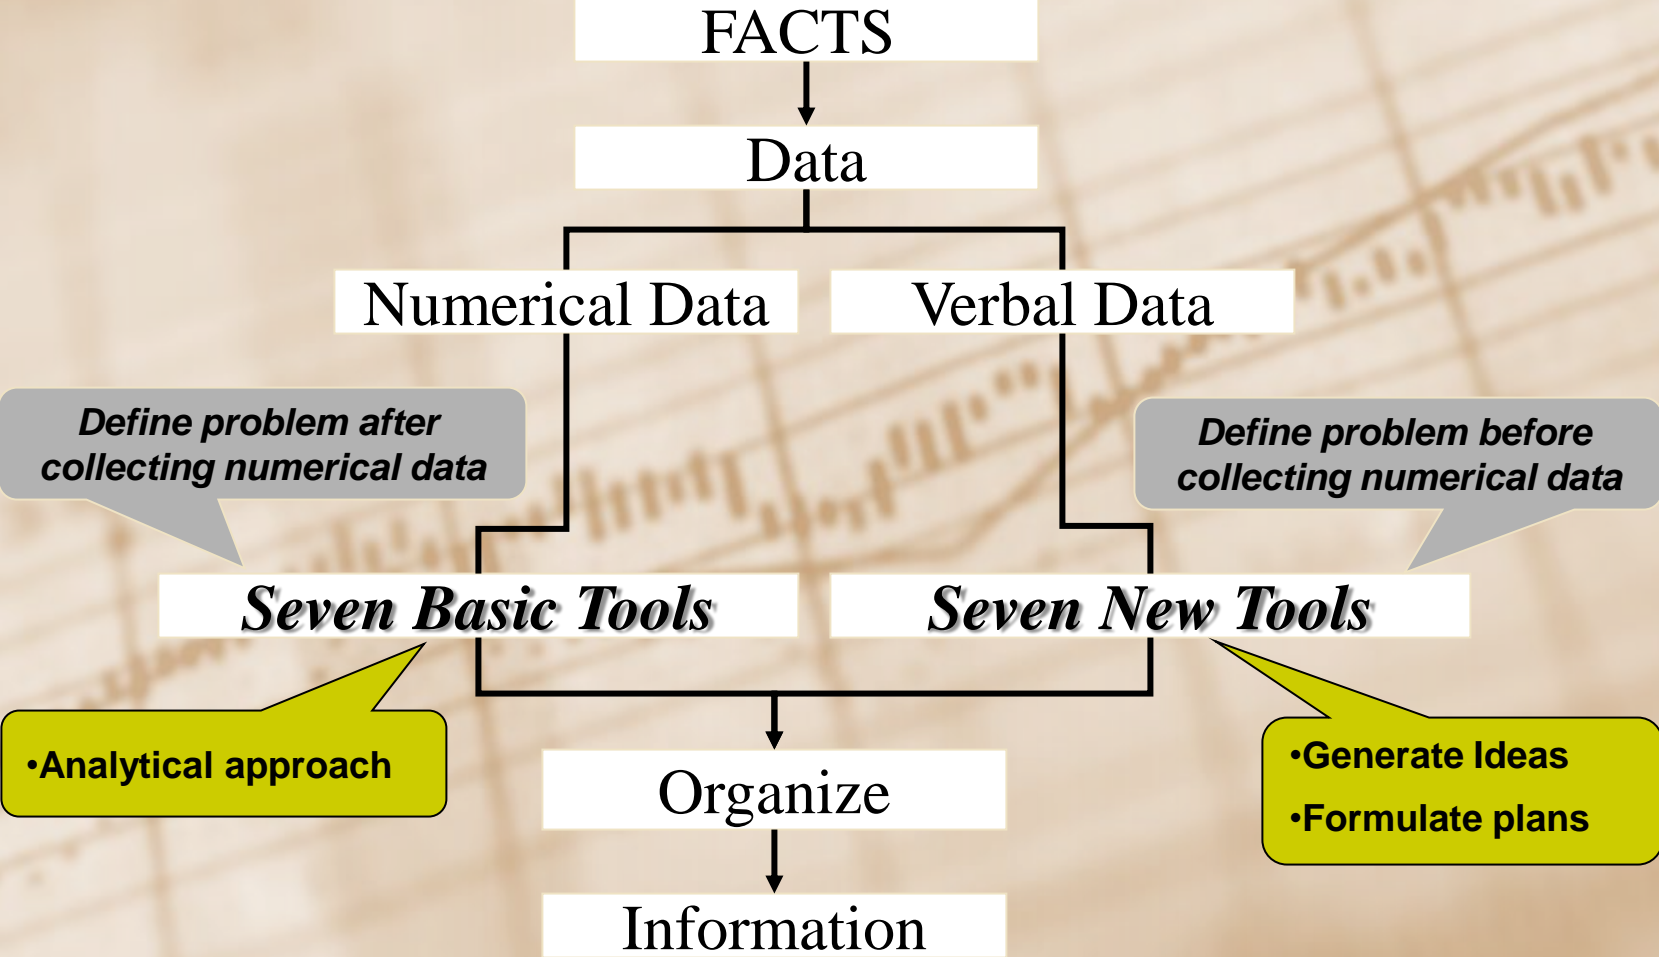 FACTS
Data
Numerical Data
Verbal Data
Define problem after
collecting numerical data
Define problem before
collecting numerical data
Seven Basic Tools
Seven New Tools
•Analytical approach
•Generate Ideas
•Formulate plans
Organize
Information